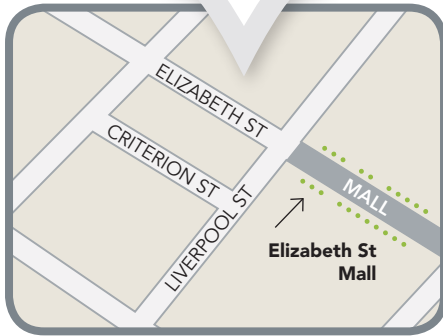 ELIZABETH ST
CRITERION ST
LIVERPOOL ST
MALL
Elizabeth St
Mall